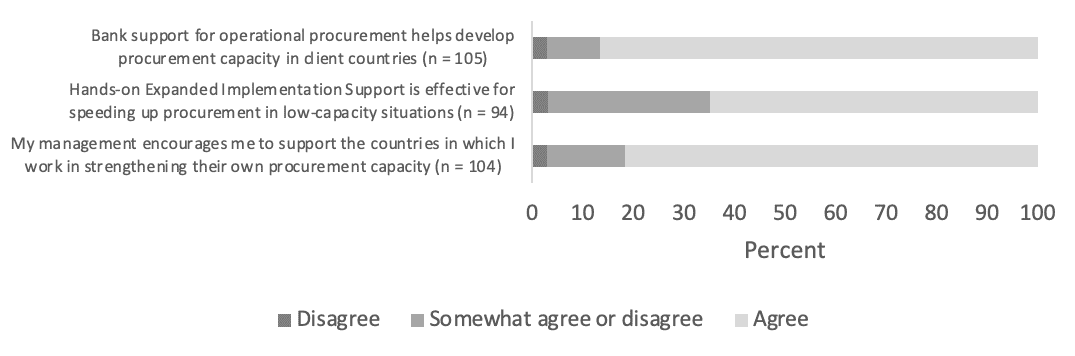 Bank support for operational procurement helps develop
procurement capacity in client countries (n = 105)
Hands-on Expanded Implementation Support is effective for
speeding up procurement in low-capacity situations (n = 94)
My management encourages me to support the countries in which I
work in strengthening their own procurement capacity (n = 104)
0 10 20 30 40 50 60 70 80 90 100
Percent
Disagree Somewhat agree or disagree Agree